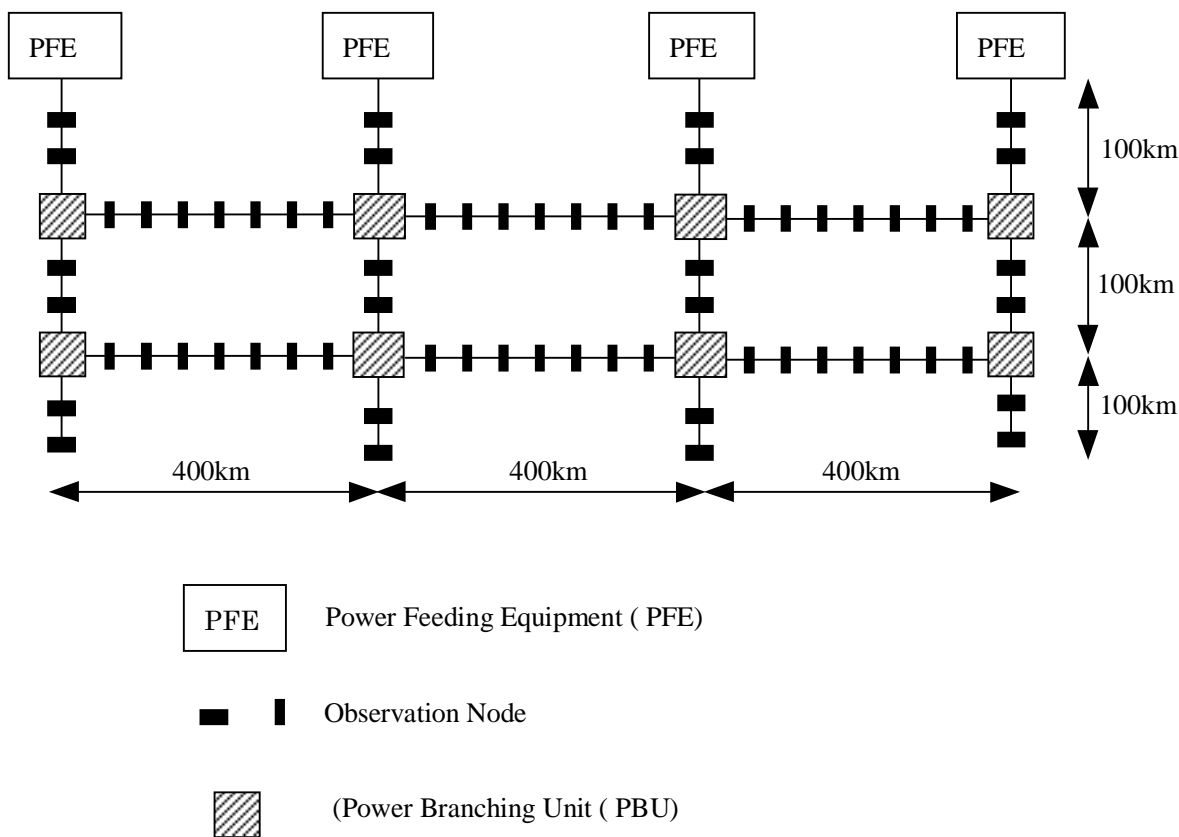 PFE PFE PFE PFE
100km
100km
100km
400km 400km 400km
PFE Power Feeding Equipment ( PFE)
Observation Node
(Power Branching Unit ( PBU)